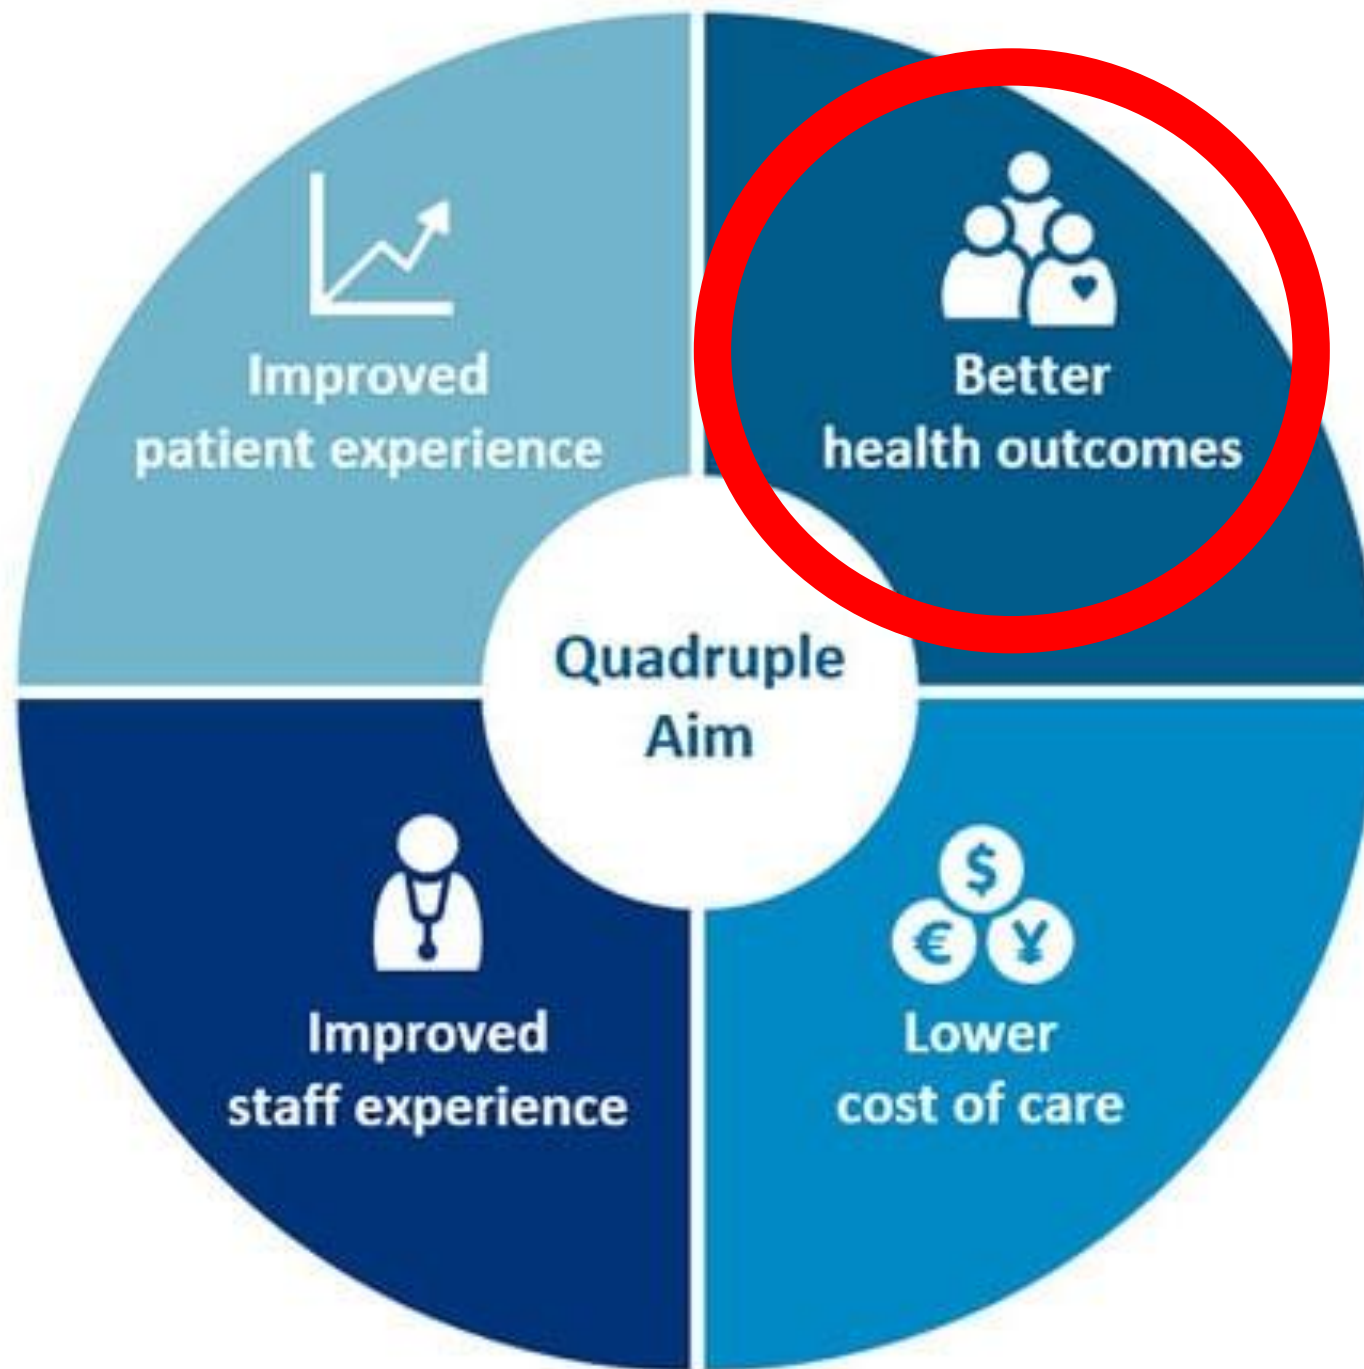 Improved
patient experience
Better
health outcomes
Quadruple
Aim
Improved
staff experience
$
€ ¥
Lower
cost of care